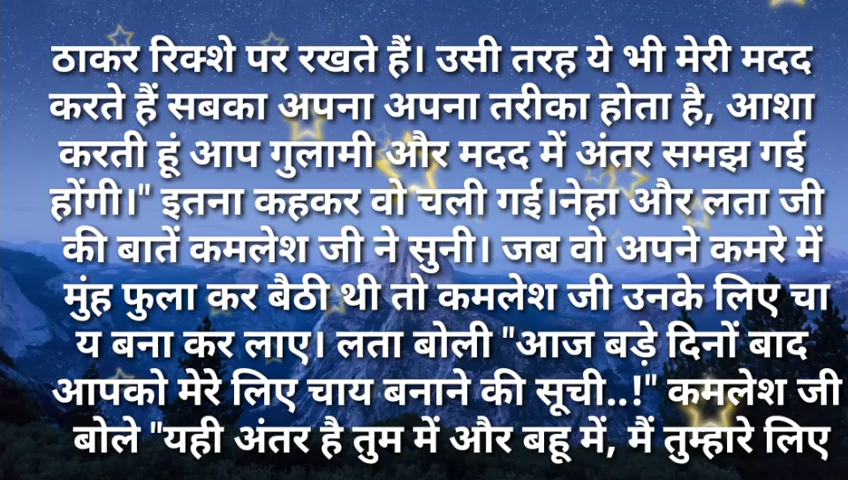 ठाकर रिक्शे पर रखते हैं। उसी तरह ये भी मेरी मदद
करते हैं सबका अपना अपना तरीका होता है, आशा
करती हूं आप गुलामी और मदद में अंतर समझ गई
होंगी।" इतना कहकर वो चली गई।नेहा और लता जी
की बातें कमलेश जी ने सुनी। जब वो अपने कमरे में
मुंह फुला कर बैठी थी तो कमलेश जी उनके लिए चा
य बना कर लाए। लता बोली "आज बड़े दिनों बाद
आपको मेरे लिए चाय बनाने की सूची..!" कमलेश जी
बोले "यही अंतर है तुम में और बहू में, मैं तुम्हारे लिए